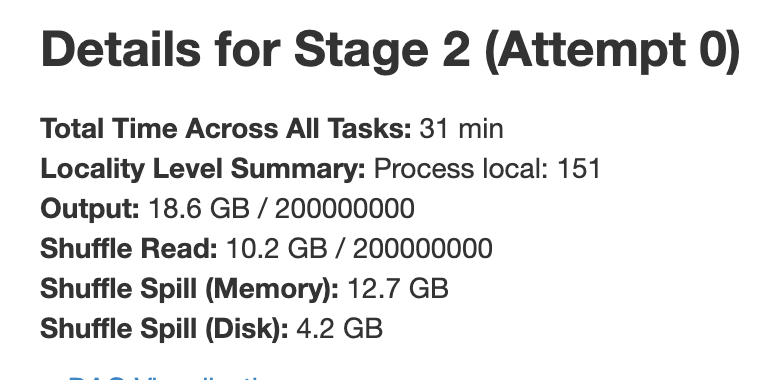 Details for Stage 2 (Attempt 0)
Total Time Across All Tasks: 31 min
Locality Level Summary: Process local: 151
Output: 18.6 GB / 200000000
Shuffle Read: 10.2 GB / 200000000
Shuffle Spill (Memory): 12.7 GB
Shuffle Spill (Disk): 4.2 GB